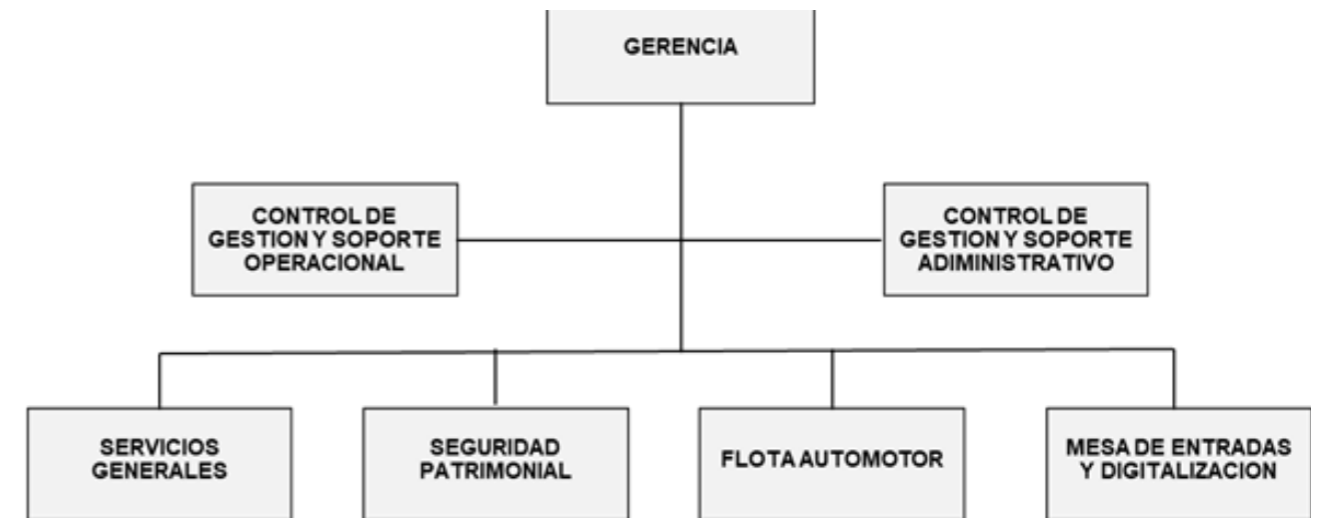 GERENCIA
CONTROL DE
GESTION Y SOPORTE
OPERACIONAL
CONTROL DE
GESTION Y SOPORTE
ADIMINISTRATIVO
SERVICIOS
GENERALES
SEGURIDAD
PATRIMONIAL
FLOTA AUTOMOTOR
MESA DE ENTRADAS
Y DIGITALIZACION